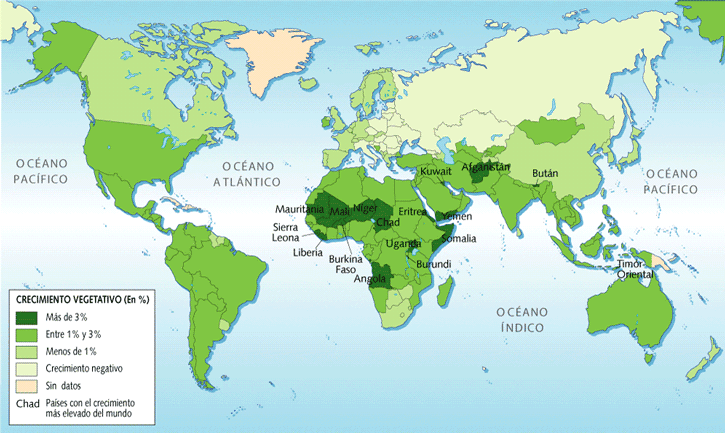 OCÉANO
PACÍFICO
OCÉANO
ATLÁNTICO
OCÉANO
PACÍFICO
Kuwait
Afganistán
Bután
Mauritania
Malí
Níger
Chad
Eritrea
Yemen
Sierra
Leona
Liberia
Burkina
Faso
Uganda
Somalia
Burundi
Angola
Timor
Oriental
OCÉANO
ÍNDICO
CRECIMIENTO VEGETATIVO (En %)
Más de 3%
Entre 1% y 3%
Menos de 1%
Crecimiento negativo
Sin datos
Chad Países con el crecimiento
más elevado del mundo